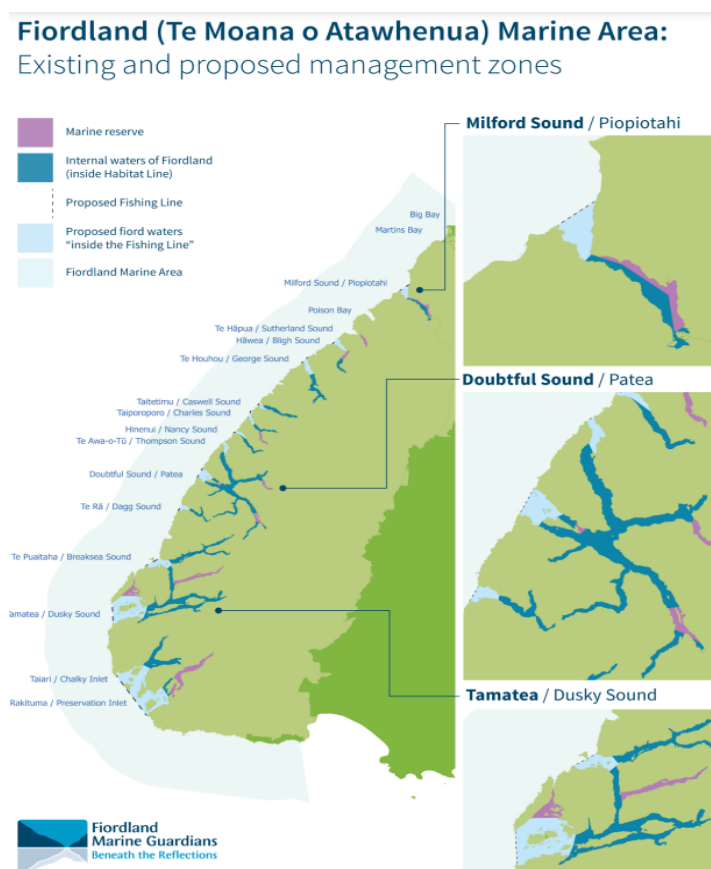 Fiordland (Te Moana o Atawhenua) Marine Area:
Existing and proposed management zones
Marine reserve
Internal waters of Fiordland
(inside Habitat Line)
Proposed Fishing Line
Proposed fiord waters
“inside the Fishing Line”
Fiordland Marine Area
Big Bay
Martins Bay
Milford Sound / Piopiotahi
Poison Bay
Te Hāpua / Sutherland Sound
Hāwea / Bligh Sound
Te Houhou / George Sound
Taitetimu / Caswell Sound
Taiporoporo / Charles Sound
Hinenui / Nancy Sound
Te Awa-o-Tū / Thompson Sound
Doubtful Sound / Patea
Te Rā / Dagg Sound
Te Puaitaha / Breaksea Sound
amatea / Dusky Sound
Taiari / Chalky Inlet
Rakituma / Preservation Inlet
Milford Sound / Piopiotahi
Doubtful Sound / Patea
Tamatea / Dusky Sound
Fiordland
Marine Guardians
Beneath the Reflections